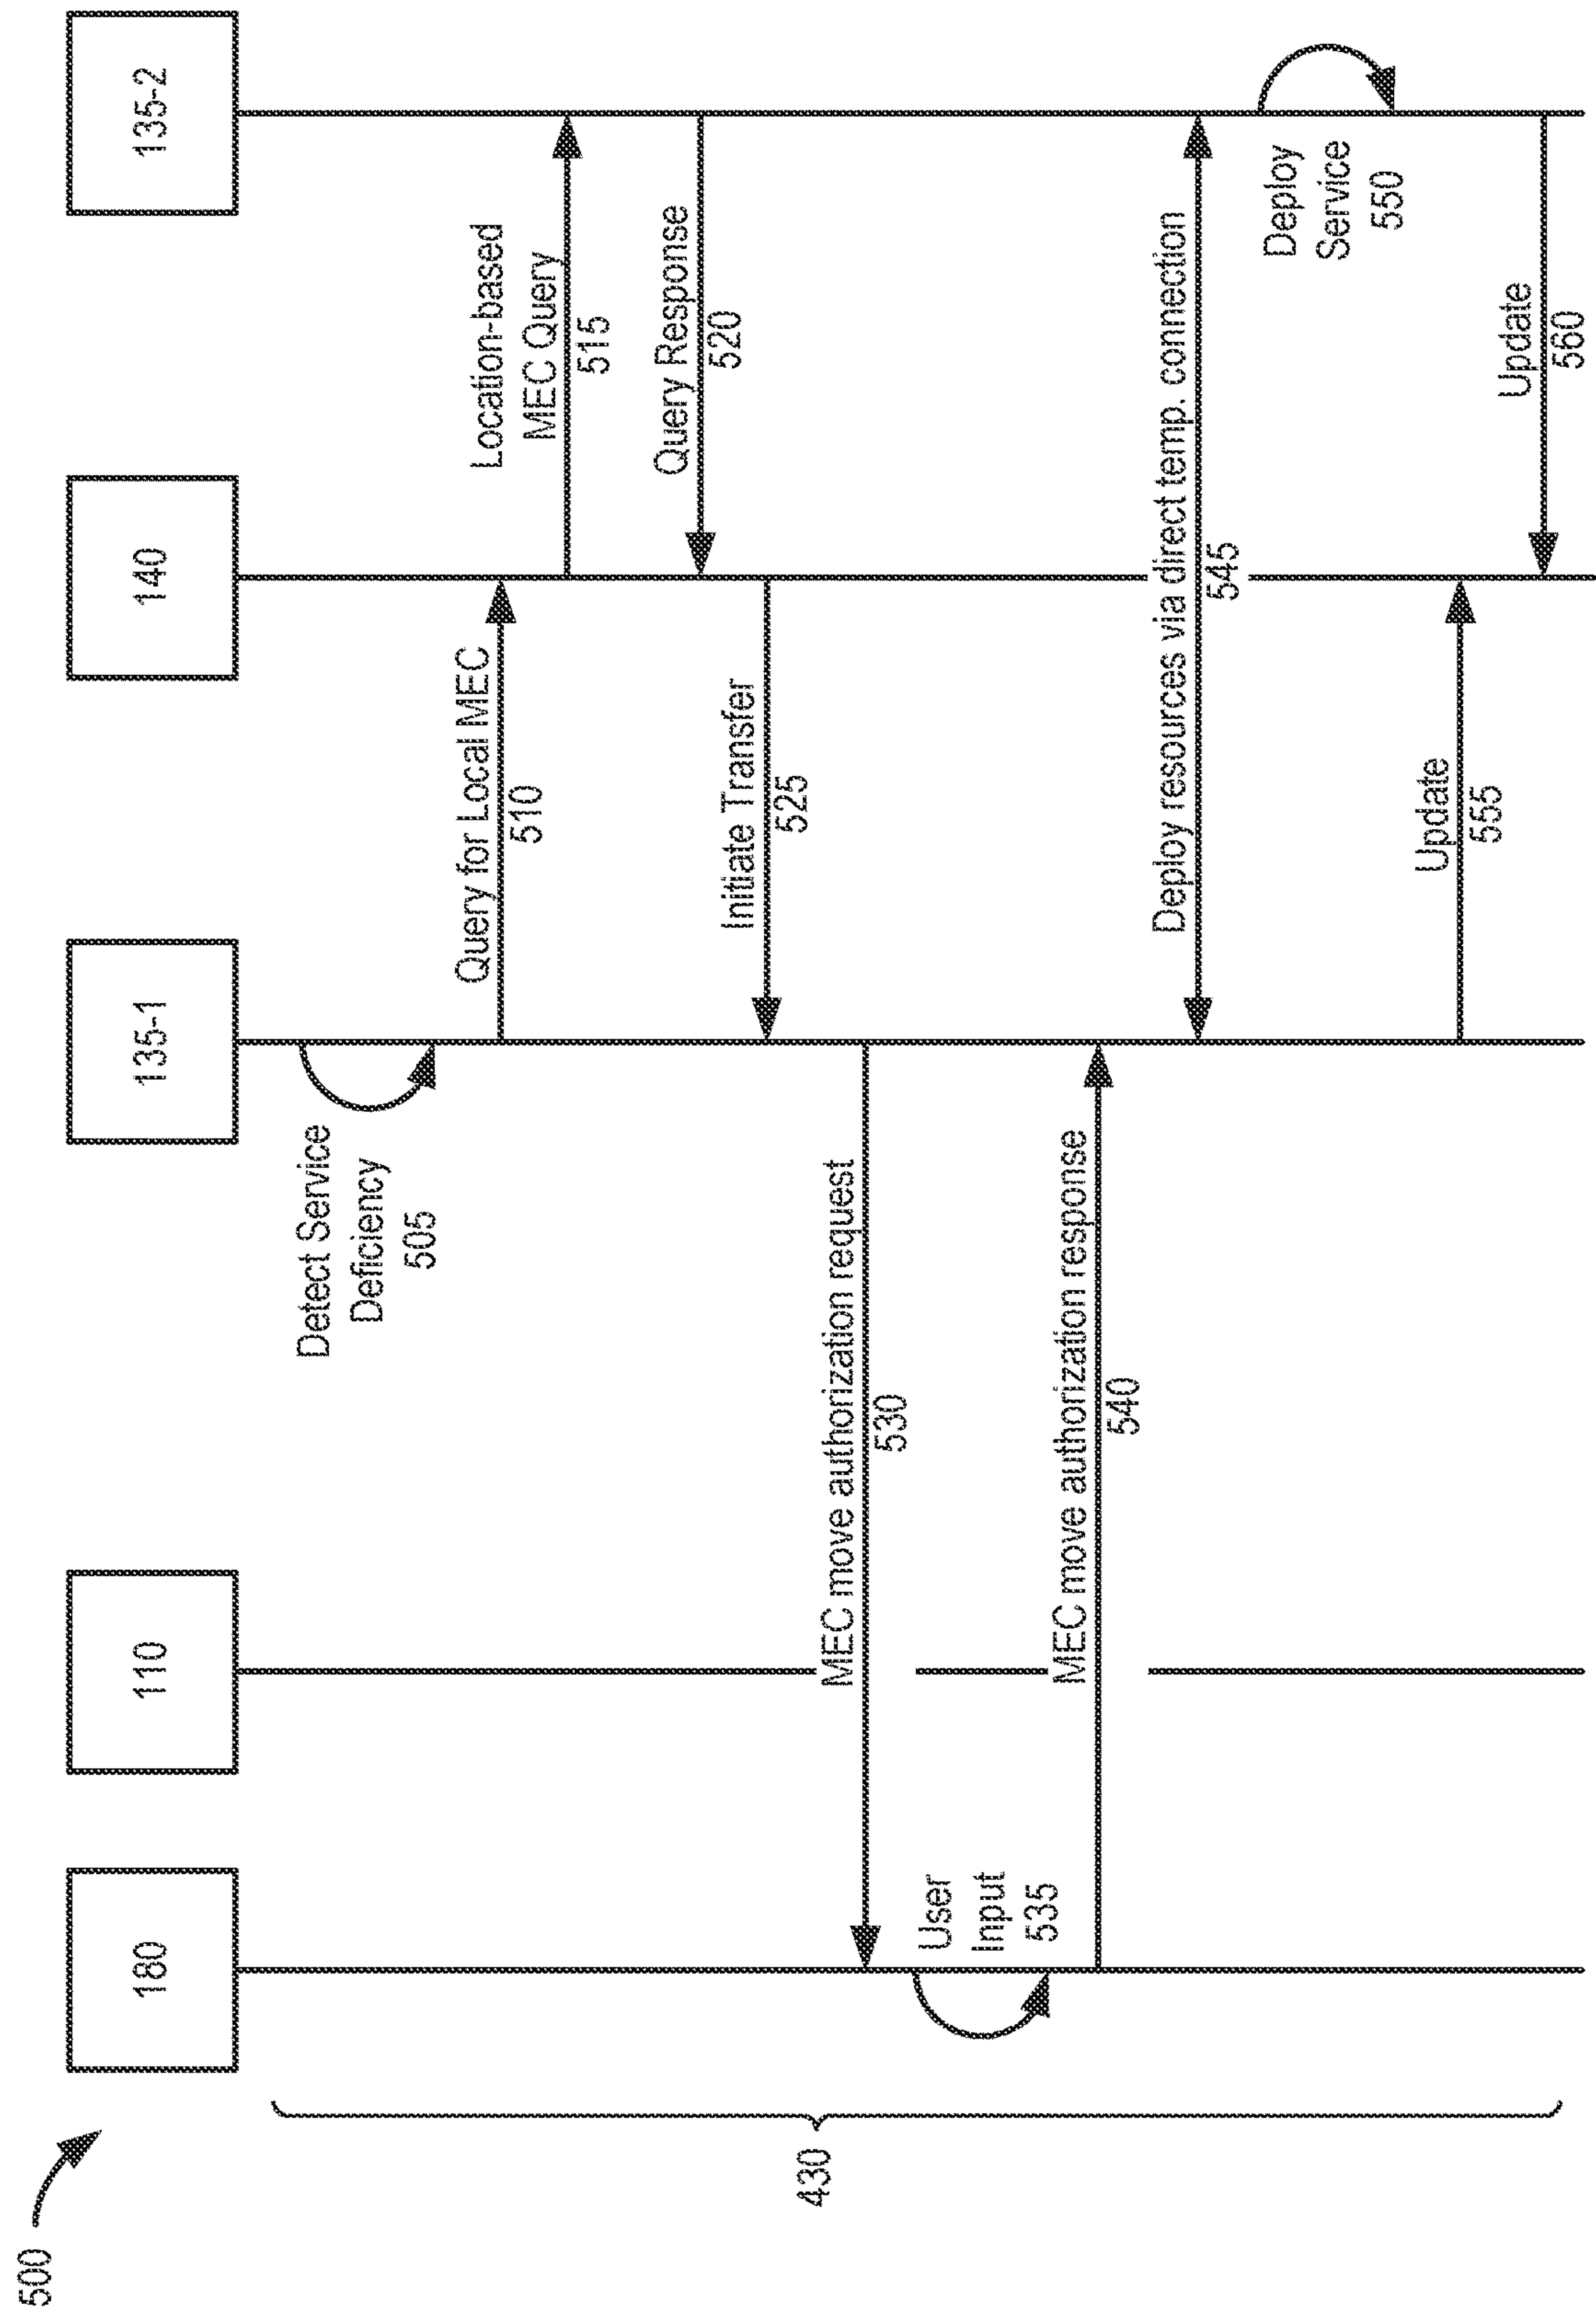 500
180
110
135-1
140
135-2
430
Detect Service
Deficiency
505
Query for Local MEC
510
Location-based
MEC Query
515
Query Response
520
Initiate Transfer
525
MEC move authorization request
530
User
Input
535
MEC move authorization response
540
Deploy resources via direct temp. connection
545
Deploy
Service
550
Update
555
Update
560